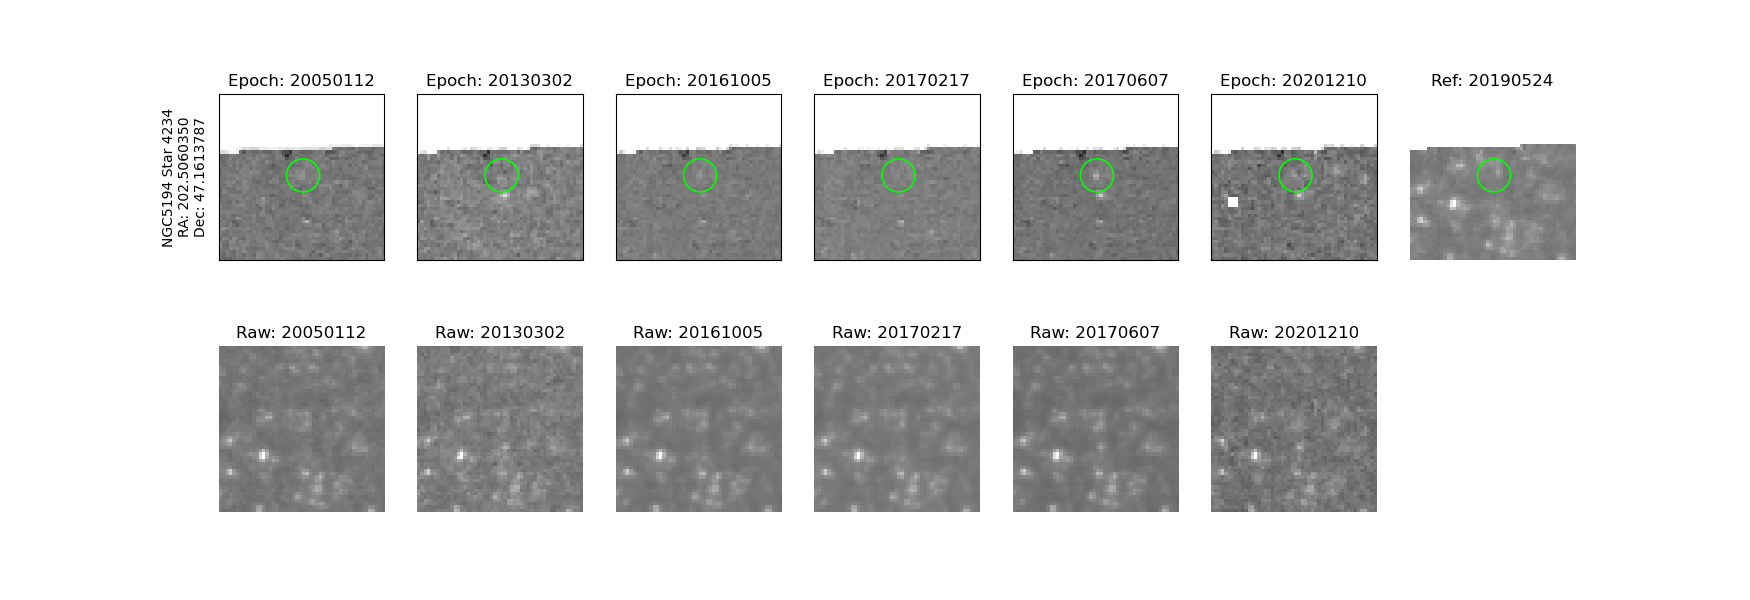 Epoch: 20050112
Epoch: 20130302
Epoch: 20161005
Epoch: 20170217
Epoch: 20170607
Epoch: 20201210
Ref: 20190524
NGC5194 Star 4234
RA: 202.5060350
Dec: 47.1613787
Raw: 20050112
Raw: 20130302
Raw: 20161005
Raw: 20170217
Raw: 20170607
Raw: 20201210